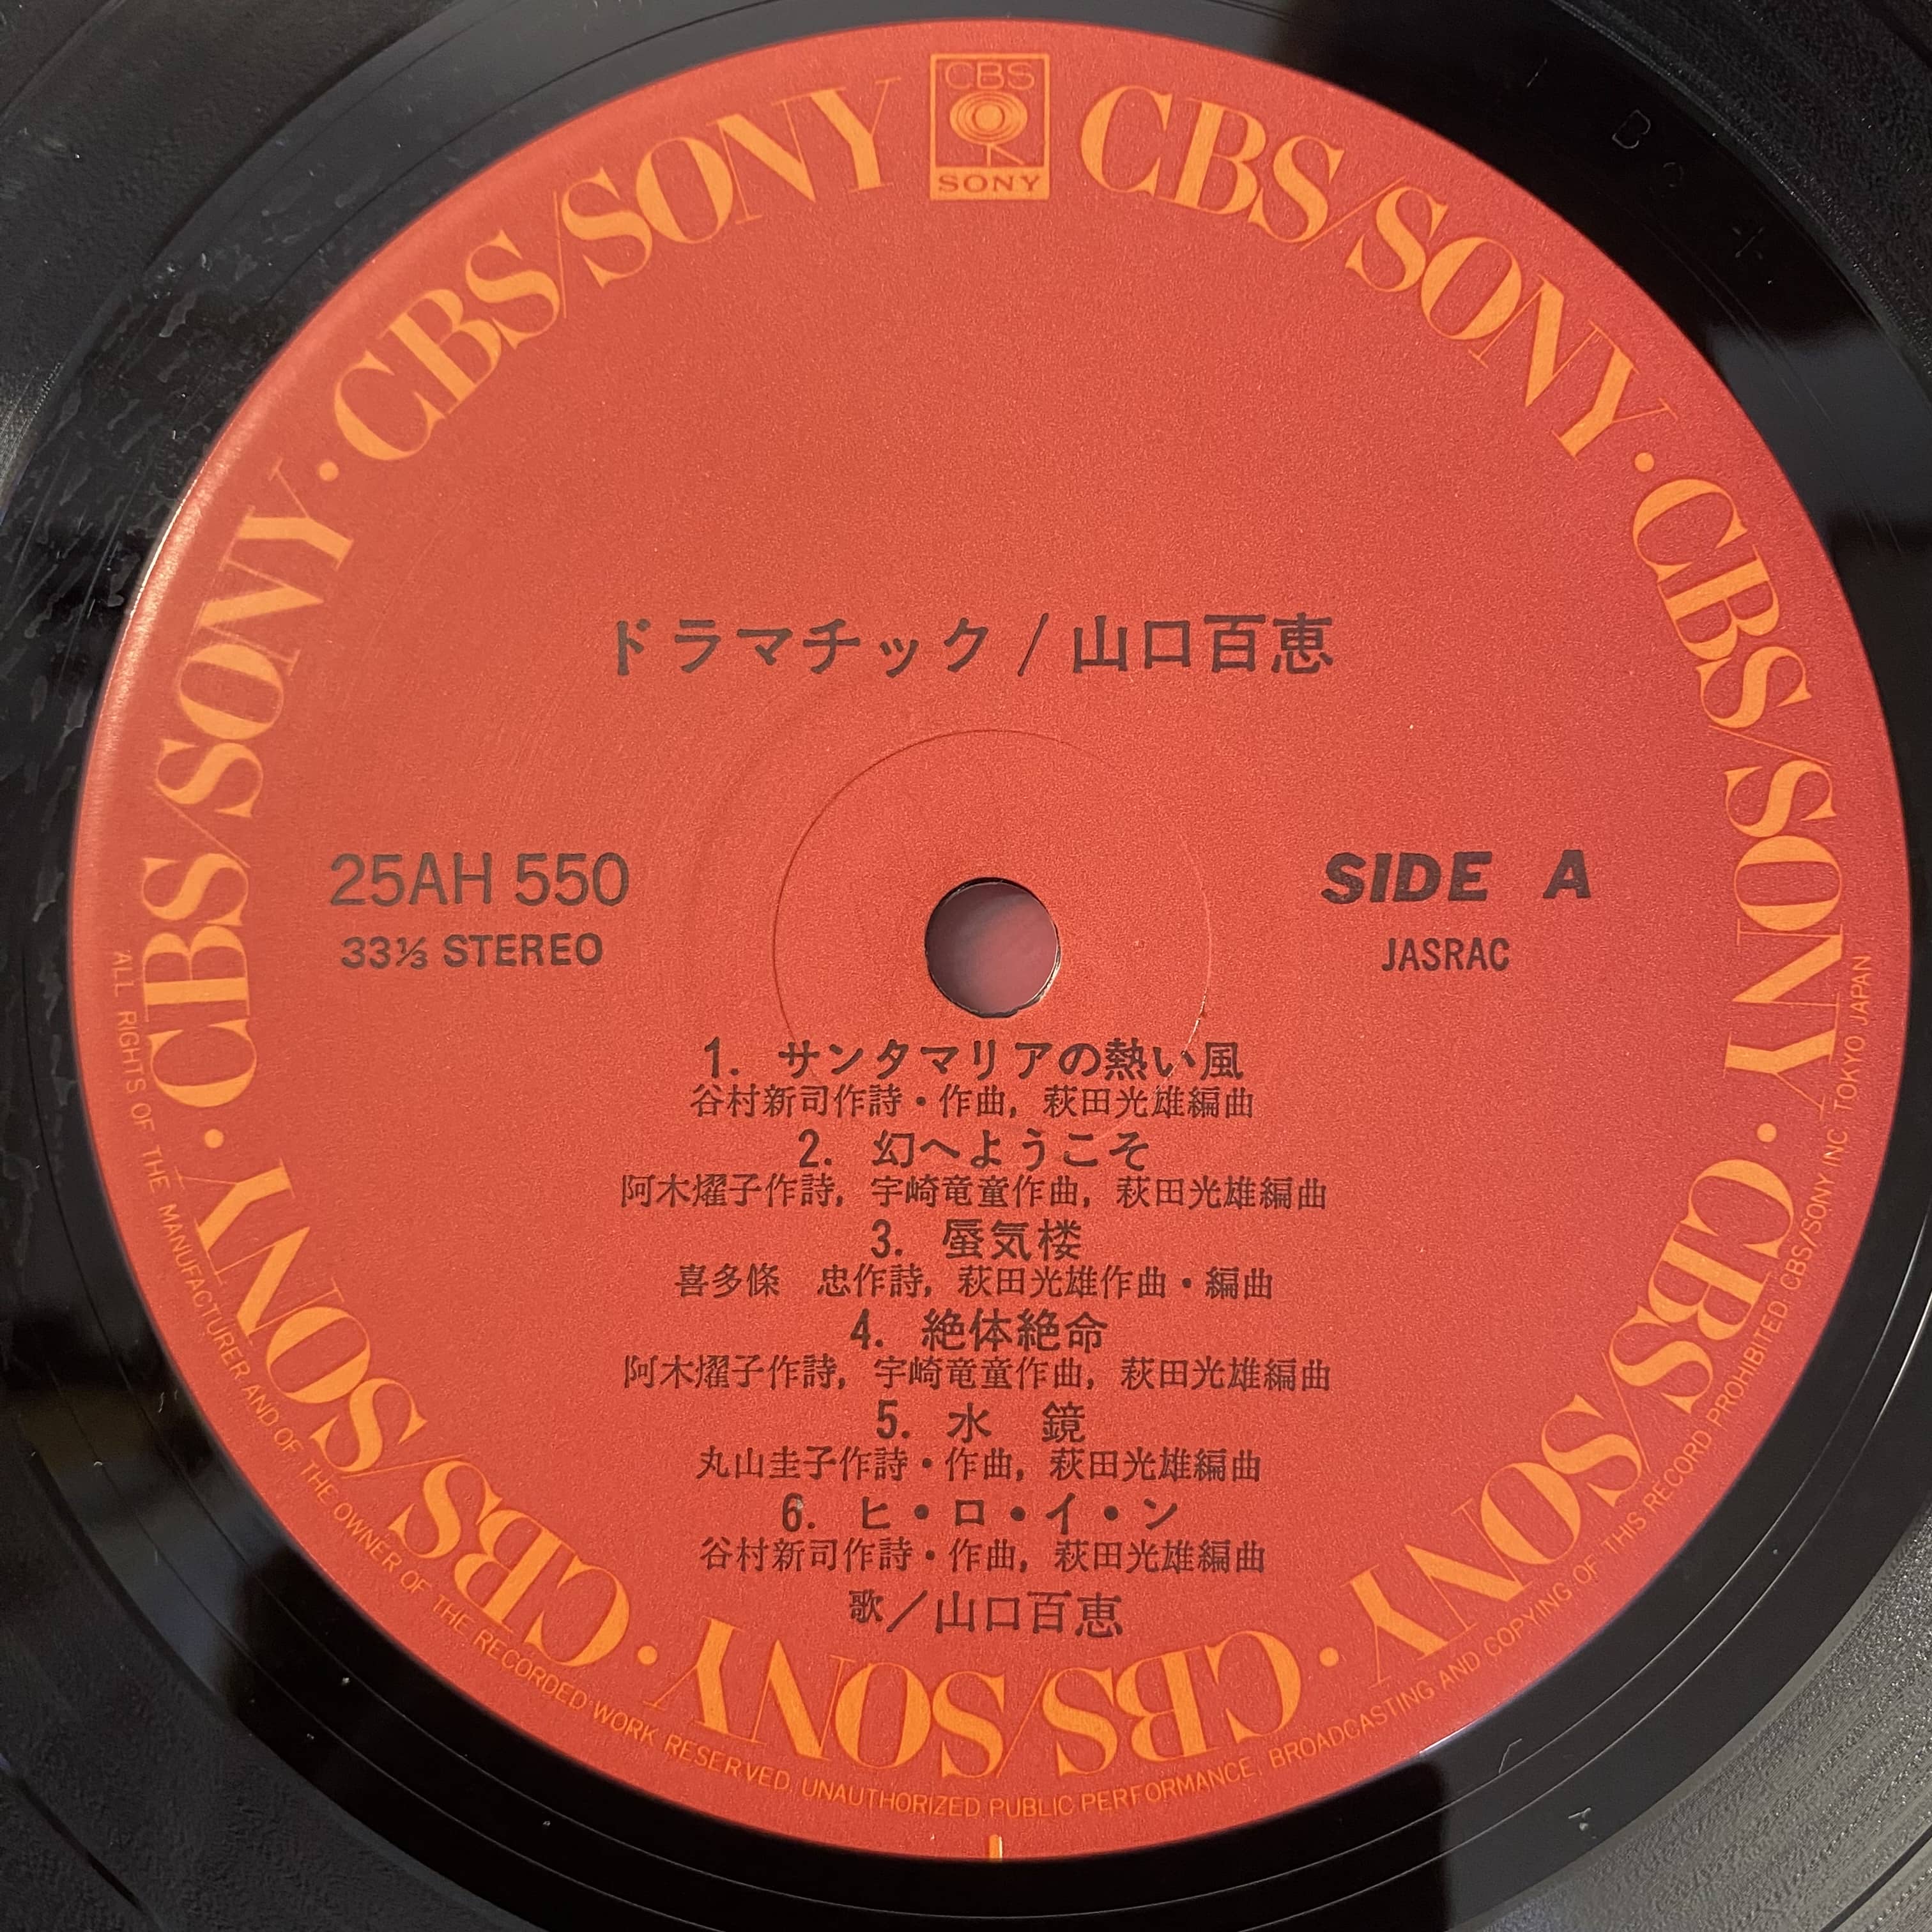 CBS
SONY
CBS/SONY · CBS/SONY · CBS/SONY · CBS/SONY · CBS/SONY · CBS/SONY · CBS/SONY
ドラマチック/山口百恵
25AH 550
SIDE A
33⅓ STEREO
JASRAC
1. サンタマリアの熱い風
谷村新司作詩・作曲, 萩田光雄編曲
2. 幻へようこそ
阿木燿子作詩, 宇崎竜童作曲, 萩田光雄編曲
3. 蜃気楼
喜多條 忠作詩, 萩田光雄作曲・編曲
4. 絶体絶命
阿木燿子作詩, 宇崎竜童作曲, 萩田光雄編曲
5. 水 鏡
丸山圭子作詩・作曲, 萩田光雄編曲
6. ヒ・ロ・イ・ン
谷村新司作詩・作曲, 萩田光雄編曲
歌/山口百恵
ALL RIGHTS OF THE MANUFACTURER AND OF THE OWNER OF THE RECORDED WORK RESERVED. UNAUTHORIZED PUBLIC PERFORMANCE, BROADCASTING AND COPYING OF THIS RECORD PROHIBITED. CBS/SONY INC. TOKYO, JAPAN